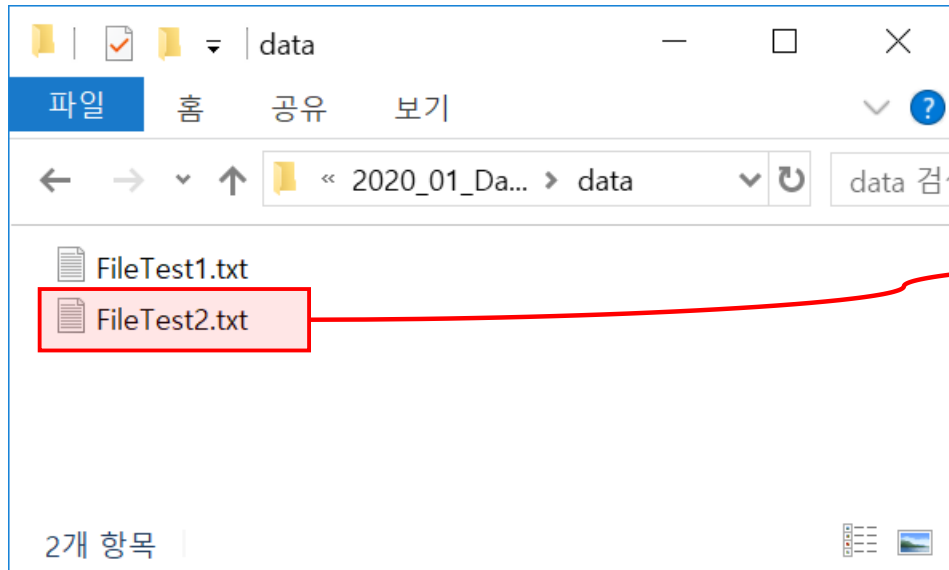 data
파일 홈 공유 보기
« 2020_01_Da... > data data 검
FileTest1.txt
FileTest2.txt
2개 항목